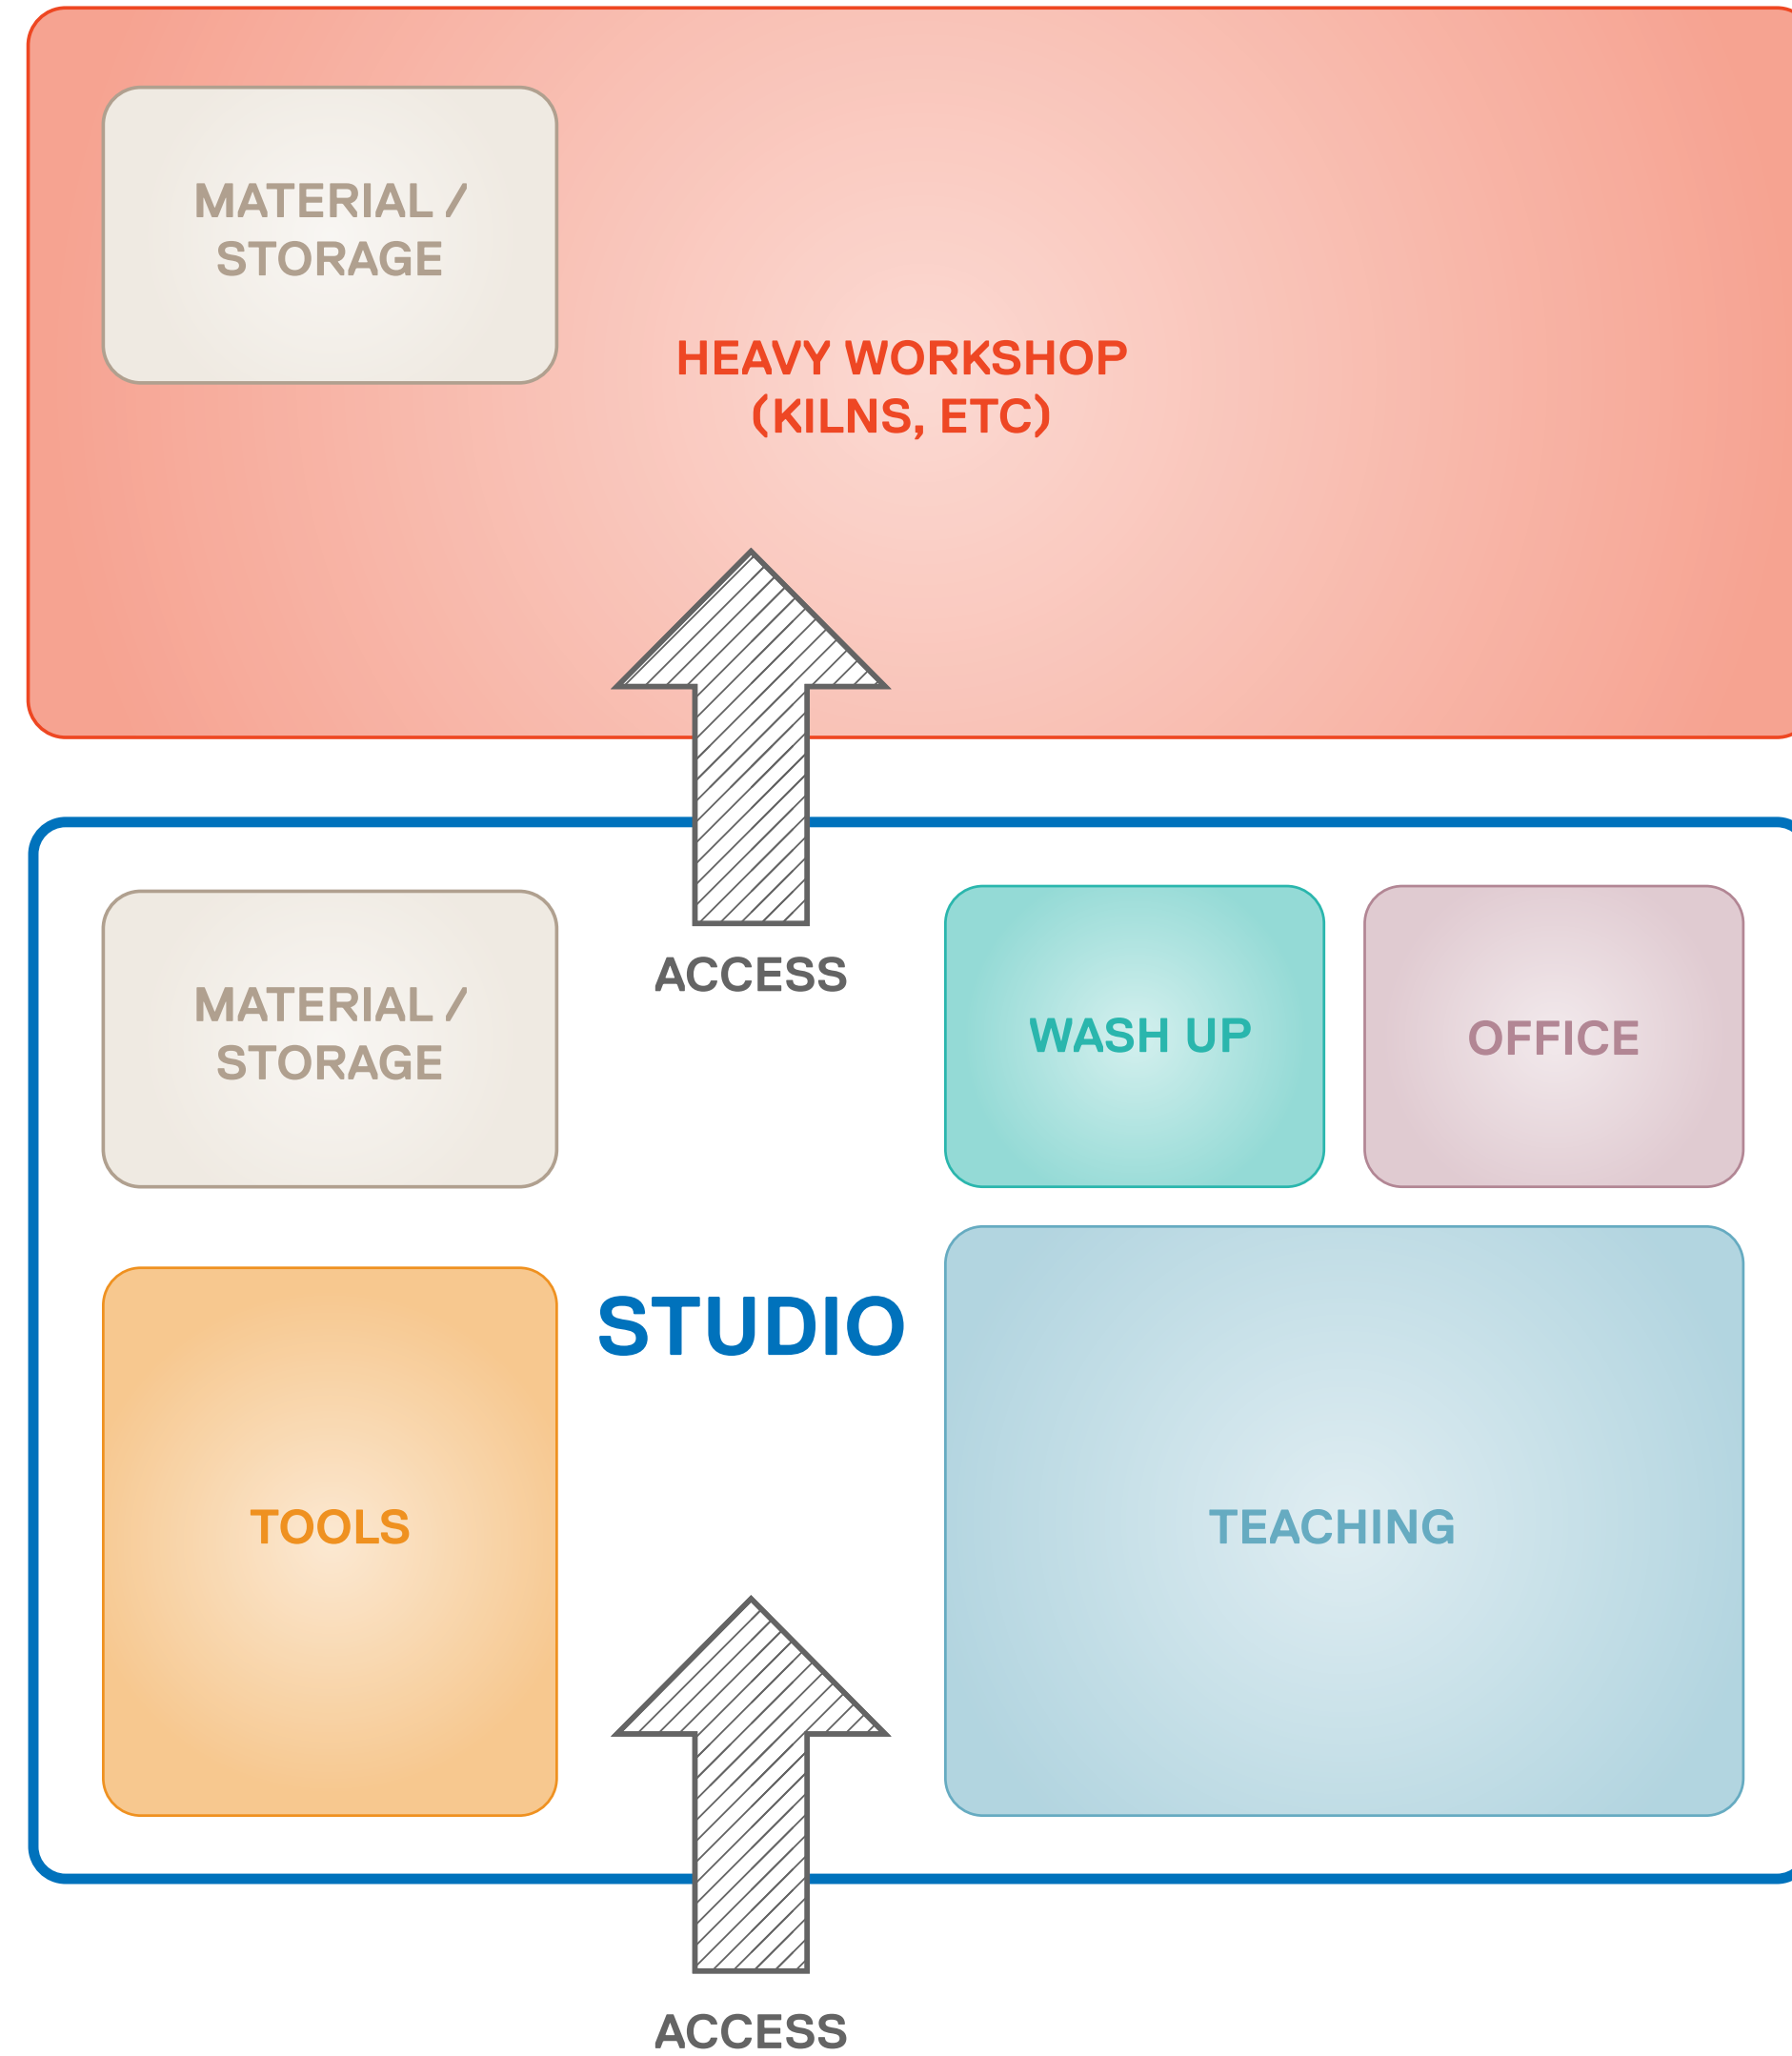 MATERIAL /
STORAGE
HEAVY WORKSHOP
(KILNS, ETC)
ACCESS
MATERIAL /
STORAGE
WASH UP
OFFICE
STUDIO
TOOLS
TEACHING
ACCESS